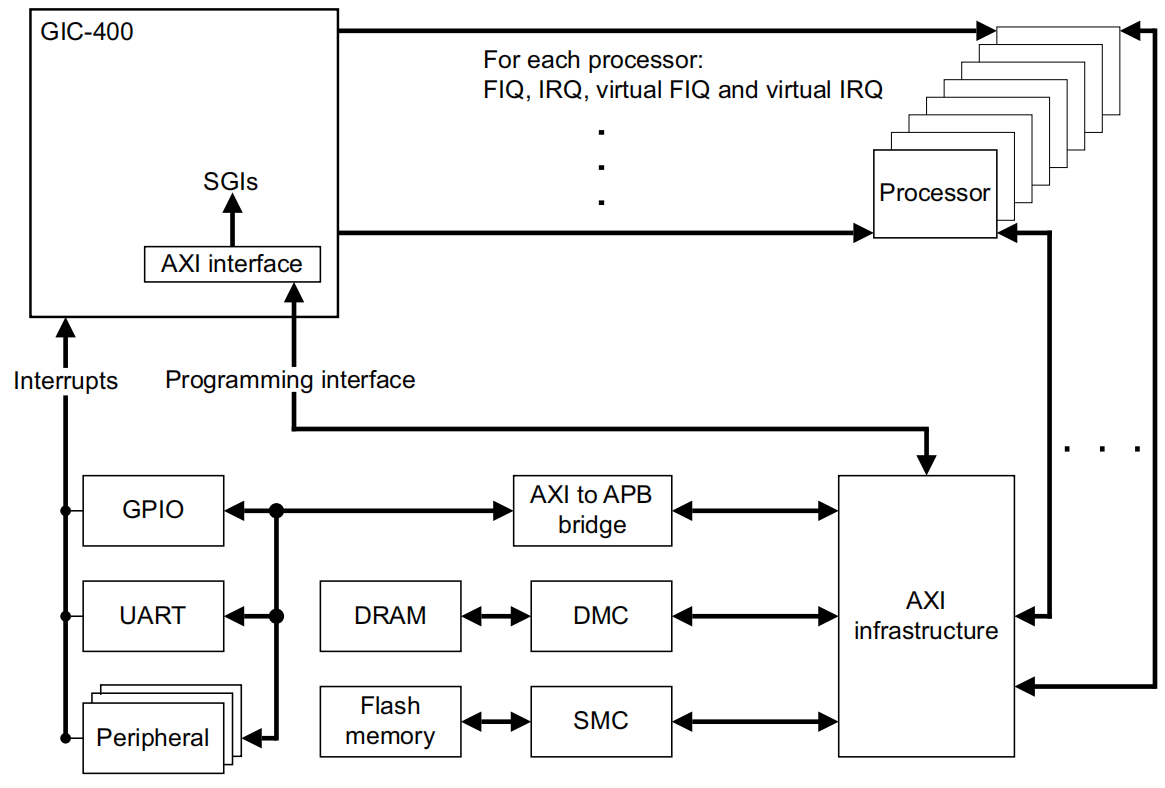 GIC-400
For each processor:
FIQ, IRQ, virtual FIQ and virtual IRQ
SGIs
Processor
AXI interface
Interrupts
Programming interface
GPIO
AXI to APB
bridge
UART
DRAM
DMC
AXI
infrastructure
Flash
memory
SMC
Peripheral